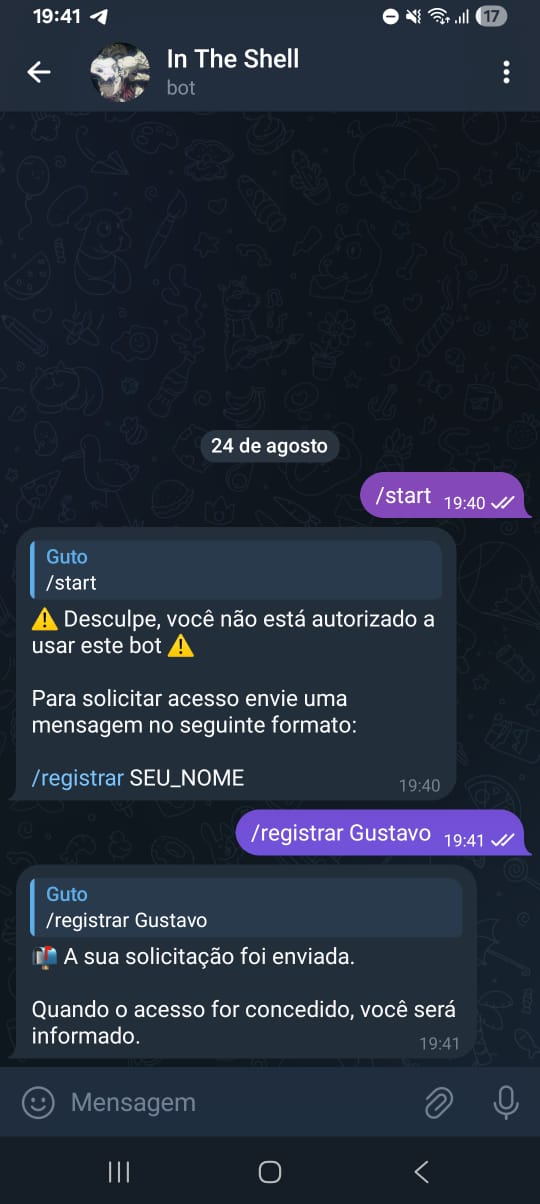 19:41
17
In The Shell
bot
24 de agosto
/start 19:40
Guto
/start
⚠️ Desculpe, você não está autorizado a
usar este bot ⚠️
Para solicitar acesso envie uma
mensagem no seguinte formato:
/registrar SEU_NOME
19:40
/registrar Gustavo 19:41
Guto
/registrar Gustavo
📬 A sua solicitação foi enviada.
Quando o acesso for concedido, você será
informado.
19:41
Mensagem